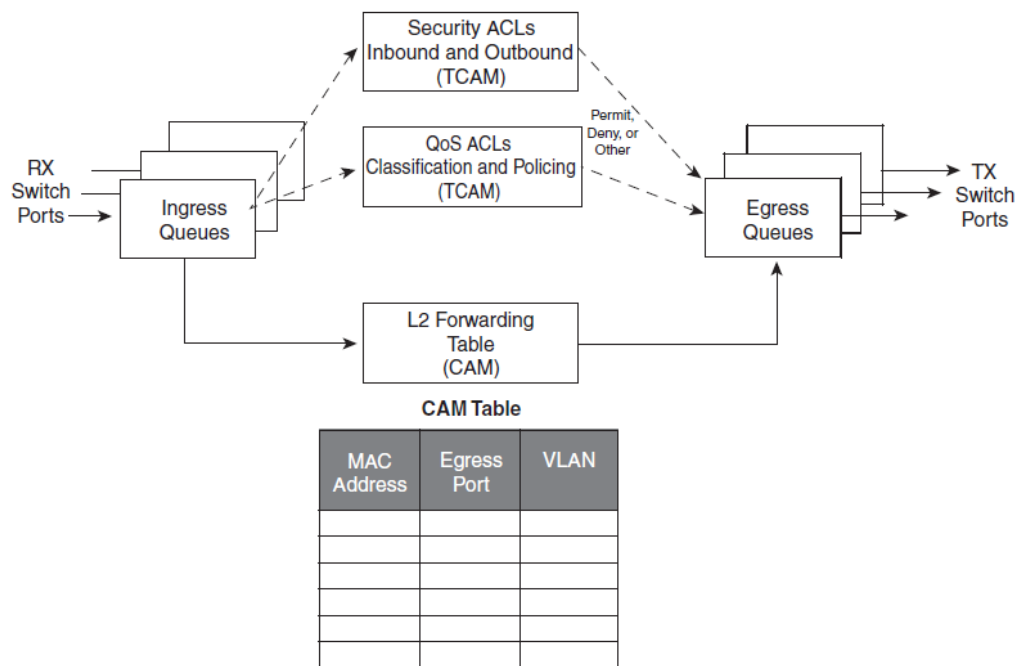 Security ACLs
Inbound and Outbound
(TCAM)
Permit,
Deny, or
Other
QoS ACLs
Classification and Policing
(TCAM)
RX
Switch
Ports
Ingress
Queues
Egress
Queues
TX
Switch
Ports
L2 Forwarding
Table
(CAM)
CAM Table
MAC
Address
Egress
Port
VLAN